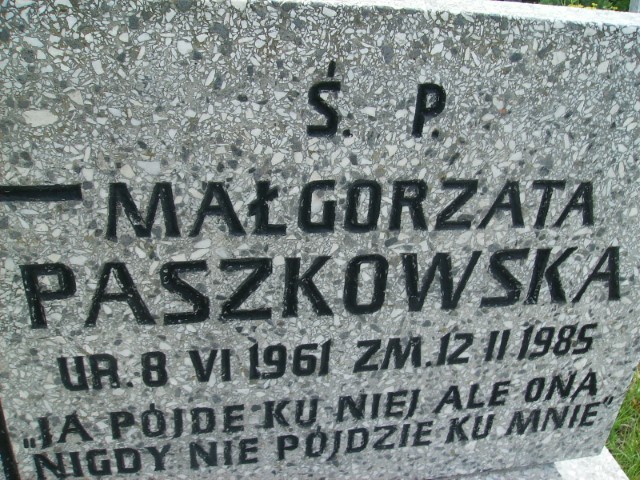 Ś. P.
MAŁGORZATA
PASZKOWSKA
UR. 8 VI 1961 ZM. 12 II 1985
„JA PÓJDĘ KU NIEJ ALE ONA
NIGDY NIE PÓJDZIE KU MNIE”